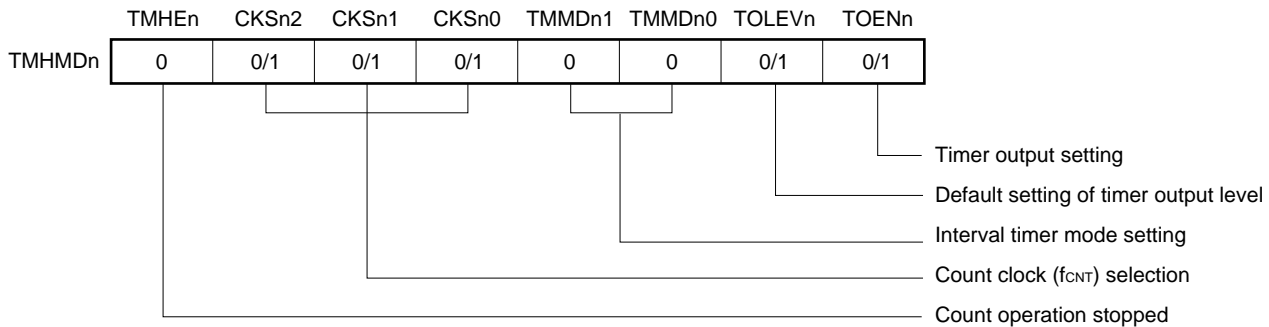 TMHEn CKSn2 CKSn1 CKSn0 TMMDn1 TMMDn0 TOLEVn TOENn
TMHMDn 0 0/1 0/1 0/1 0 0 0/1 0/1
Timer output setting
Default setting of timer output level
Interval timer mode setting
Count clock (fCNT) selection
Count operation stopped